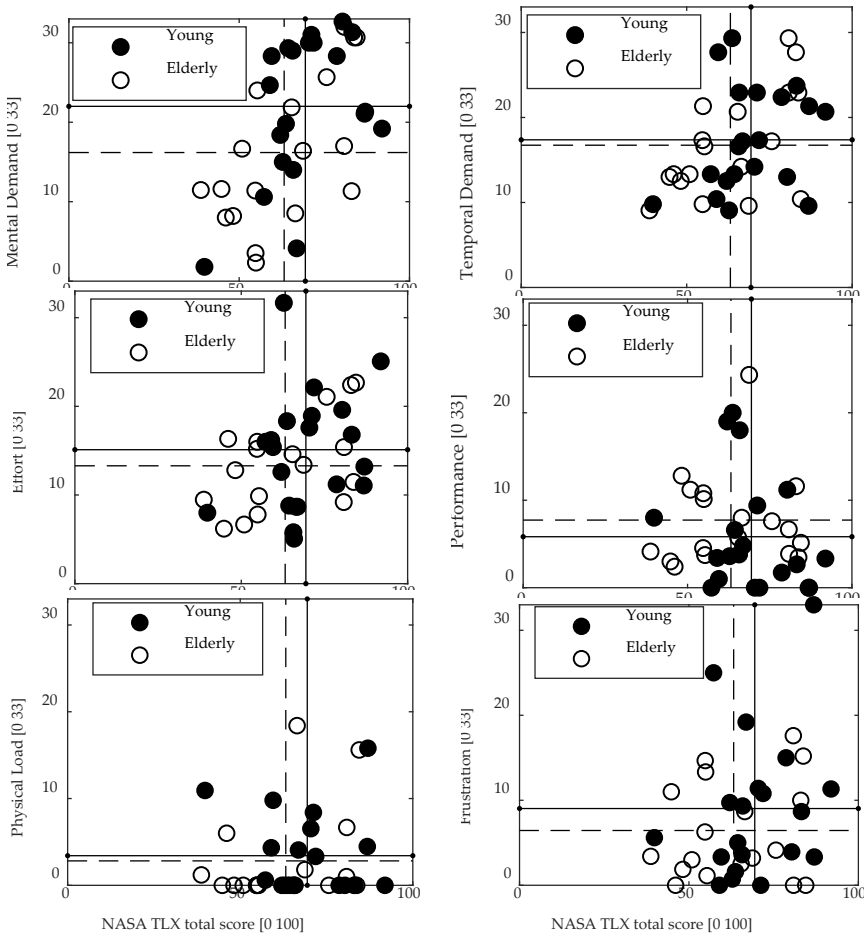 30
20
10
0
0
50
100
Mental Demand [0 33]
Young
Elderly
30
20
10
0
50
100
Temporal Demand [0 33]
Young
Elderly
30
20
10
0
50
100
Effort [0 33]
Young
Elderly
30
20
10
0
50
100
Performance [0 33]
Young
Elderly
30
20
10
0
0
50
100
Physical Load [0 33]
Young
Elderly
NASA TLX total score [0 100]
30
20
10
0
0
50
100
Frustration [0 33]
Young
Elderly
NASA TLX total score [0 100]